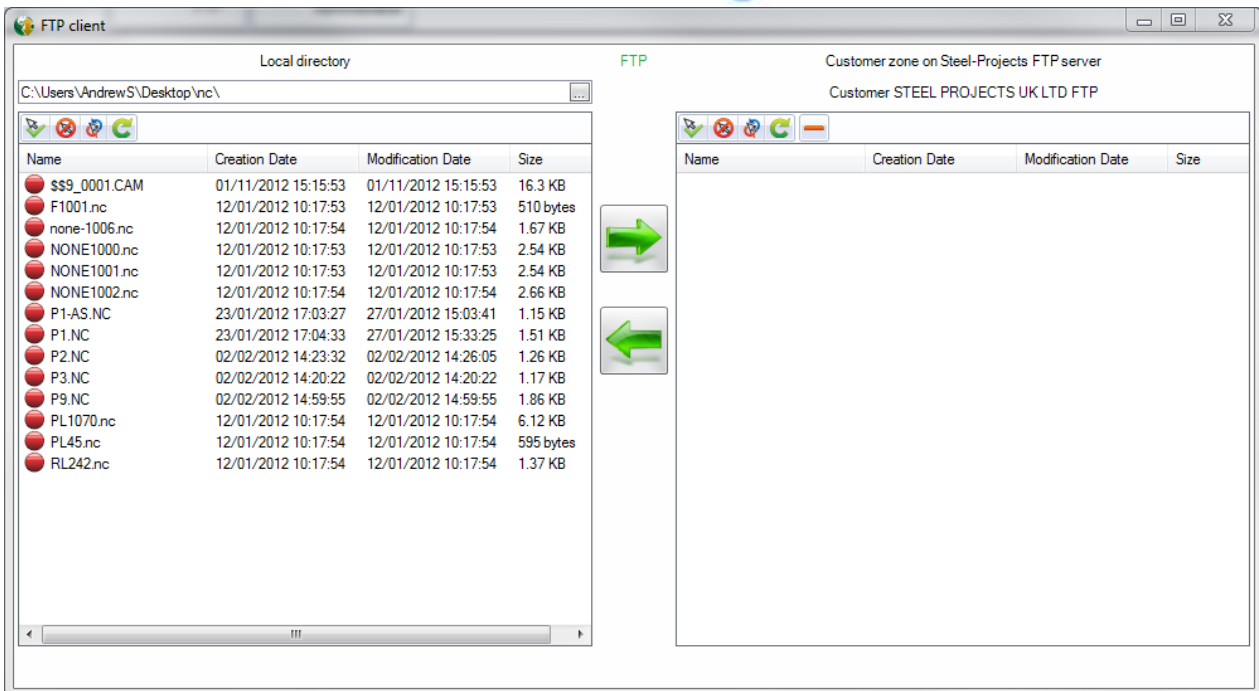 FTP client
Local directory
FTP
Customer zone on Steel-Projects FTP server
C:\Users\AndrewS\Desktop\nc\
...
Customer STEEL PROJECTS UK LTD FTP
Name Creation Date Modification Date Size
Name Creation Date Modification Date Size
$$9_0001.CAM 01/11/2012 15:15:53 01/11/2012 15:15:53 16.3 KB
F1001.nc 12/01/2012 10:17:53 12/01/2012 10:17:53 510 bytes
none-1006.nc 12/01/2012 10:17:54 12/01/2012 10:17:54 1.67 KB
NONE1000.nc 12/01/2012 10:17:53 12/01/2012 10:17:53 2.54 KB
NONE1001.nc 12/01/2012 10:17:53 12/01/2012 10:17:53 2.54 KB
NONE1002.nc 12/01/2012 10:17:54 12/01/2012 10:17:54 2.66 KB
P1-AS.NC 23/01/2012 17:03:27 27/01/2012 15:03:41 1.15 KB
P1.NC 23/01/2012 17:04:33 27/01/2012 15:33:25 1.51 KB
P2.NC 02/02/2012 14:23:32 02/02/2012 14:26:05 1.26 KB
P3.NC 02/02/2012 14:20:22 02/02/2012 14:20:22 1.17 KB
P9.NC 02/02/2012 14:59:55 02/02/2012 14:59:55 1.86 KB
PL1070.nc 12/01/2012 10:17:54 12/01/2012 10:17:54 6.12 KB
PL45.nc 12/01/2012 10:17:54 12/01/2012 10:17:54 595 bytes
RL242.nc 12/01/2012 10:17:54 12/01/2012 10:17:54 1.37 KB